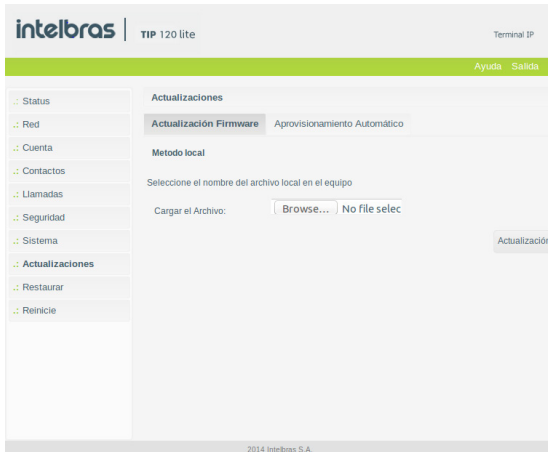 intelbras TIP 120 lite Terminal IP
Ayuda Salida
.: Status
.: Red
.: Cuenta
.: Contactos
.: Llamadas
.: Seguridad
.: Sistema
.: Actualizaciones
.: Restaurar
.: Reinicie
Actualizaciones
Actualización Firmware Aprovisionamiento Automático
Metodo local
Seleccione el nombre del archivo local en el equipo
Cargar el Archivo: Browse... No file selec
Actualización
2014 Intelbras S.A.